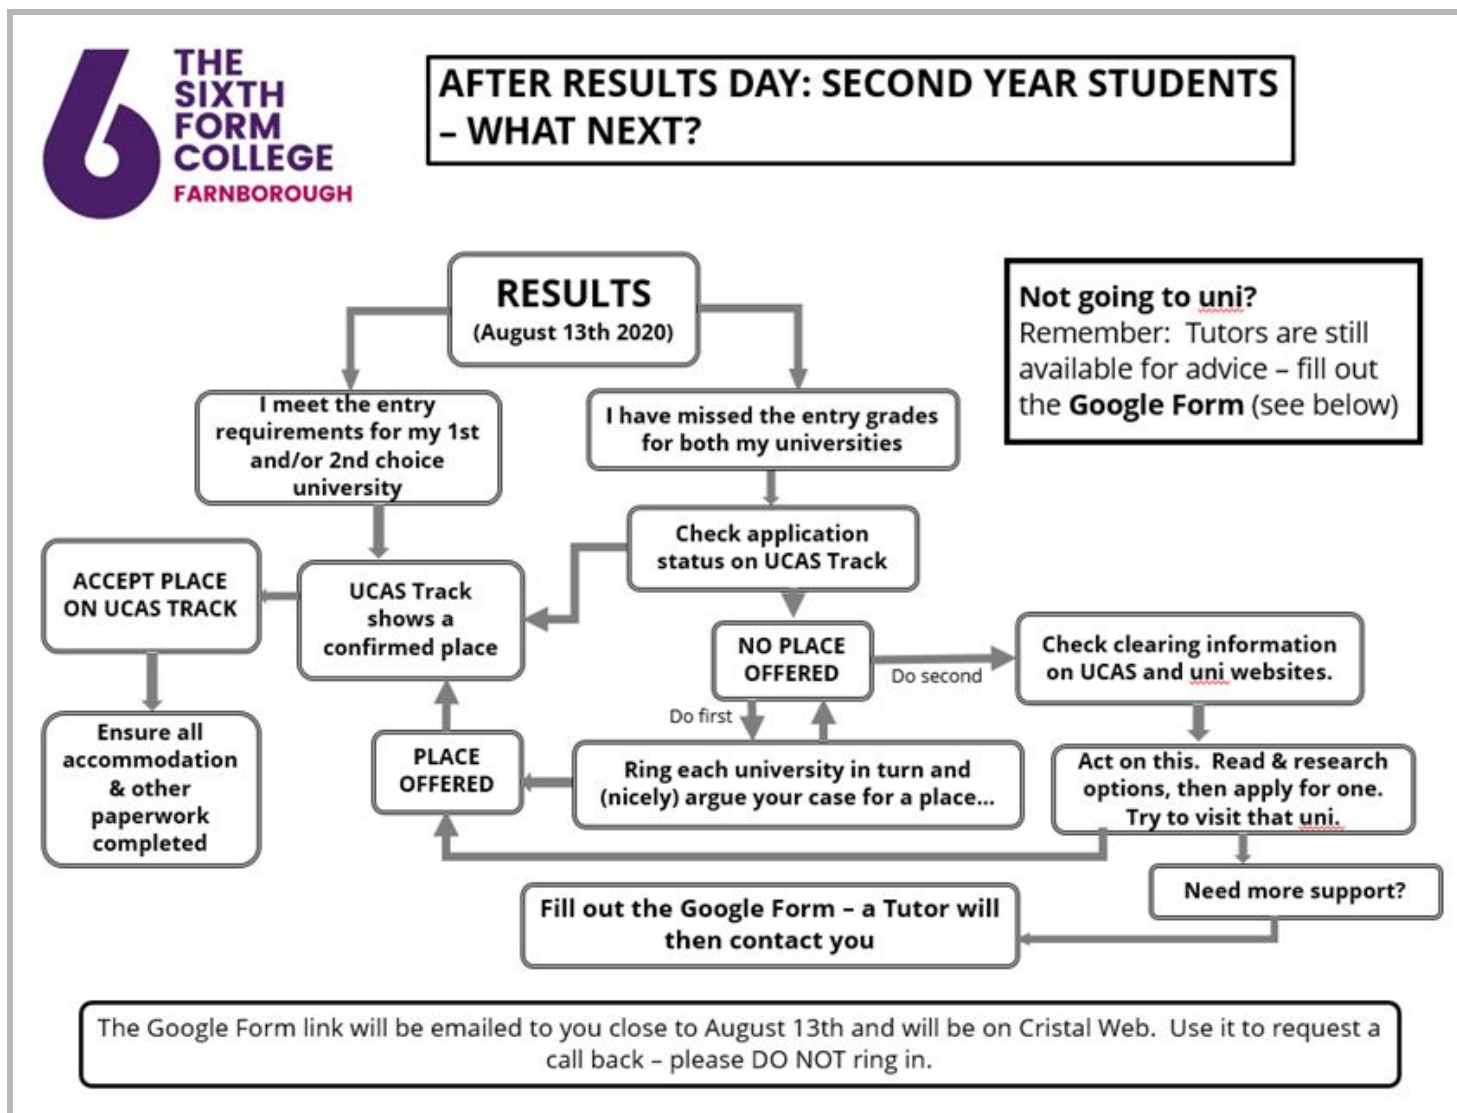 THE
SIXTH
FORM
COLLEGE
FARNBOROUGH
AFTER RESULTS DAY: SECOND YEAR STUDENTS
– WHAT NEXT?
RESULTS
(August 13th 2020)
Not going to uni?
Remember:  Tutors are still
available for advice – fill out
the Google Form (see below)
I meet the entry
requirements for my 1st
and/or 2nd choice
university
I have missed the entry grades
for both my universities
Check application
status on UCAS Track
ACCEPT PLACE
ON UCAS TRACK
UCAS Track
shows a
confirmed place
NO PLACE
OFFERED
Do second
Check clearing information
on UCAS and uni websites.
Do first
Ensure all
accommodation
& other
paperwork
completed
PLACE
OFFERED
Ring each university in turn and
(nicely) argue your case for a place...
Act on this.  Read & research
options, then apply for one.
Try to visit that uni.
Need more support?
Fill out the Google Form – a Tutor will
then contact you
The Google Form link will be emailed to you close to August 13th and will be on Cristal Web.  Use it to request a
call back – please DO NOT ring in.